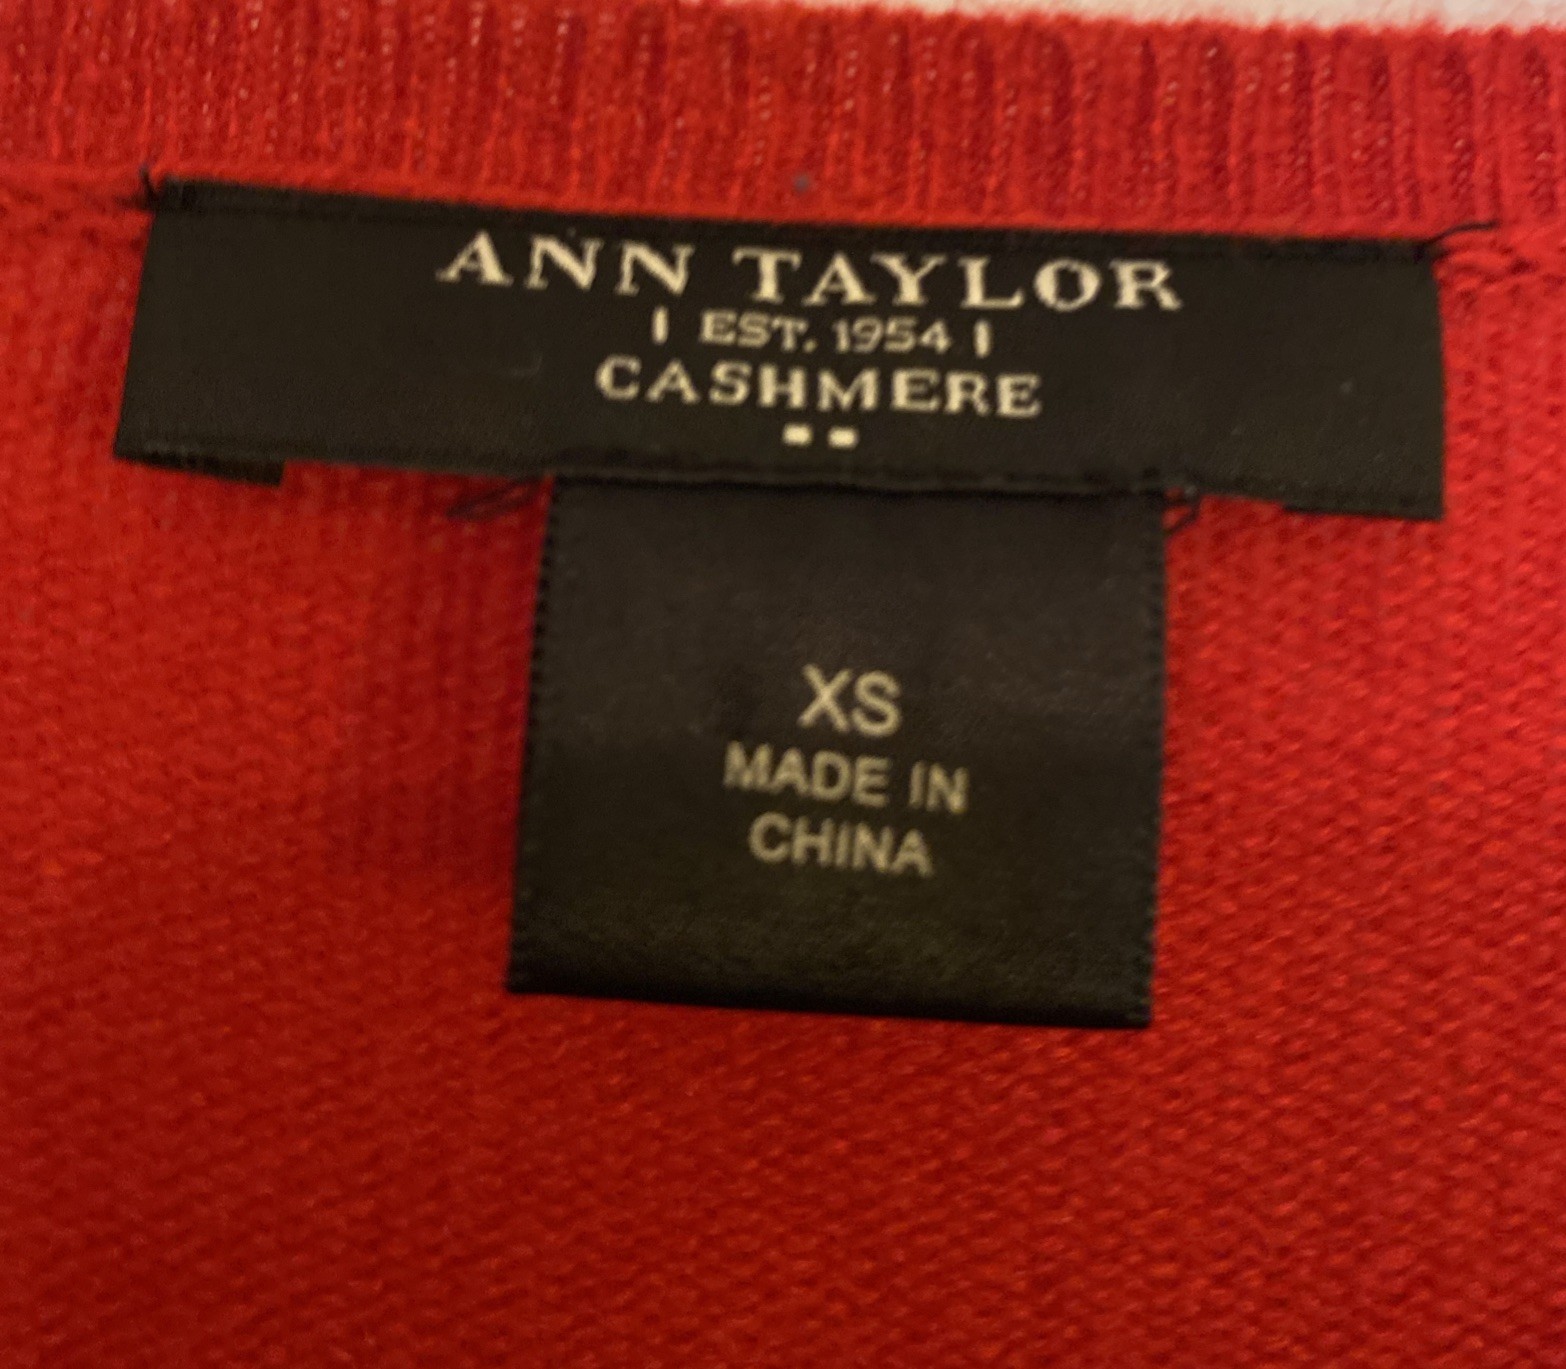 ANN TAYLOR
| EST. 1954 |
CASHMERE
XS
MADE IN
CHINA